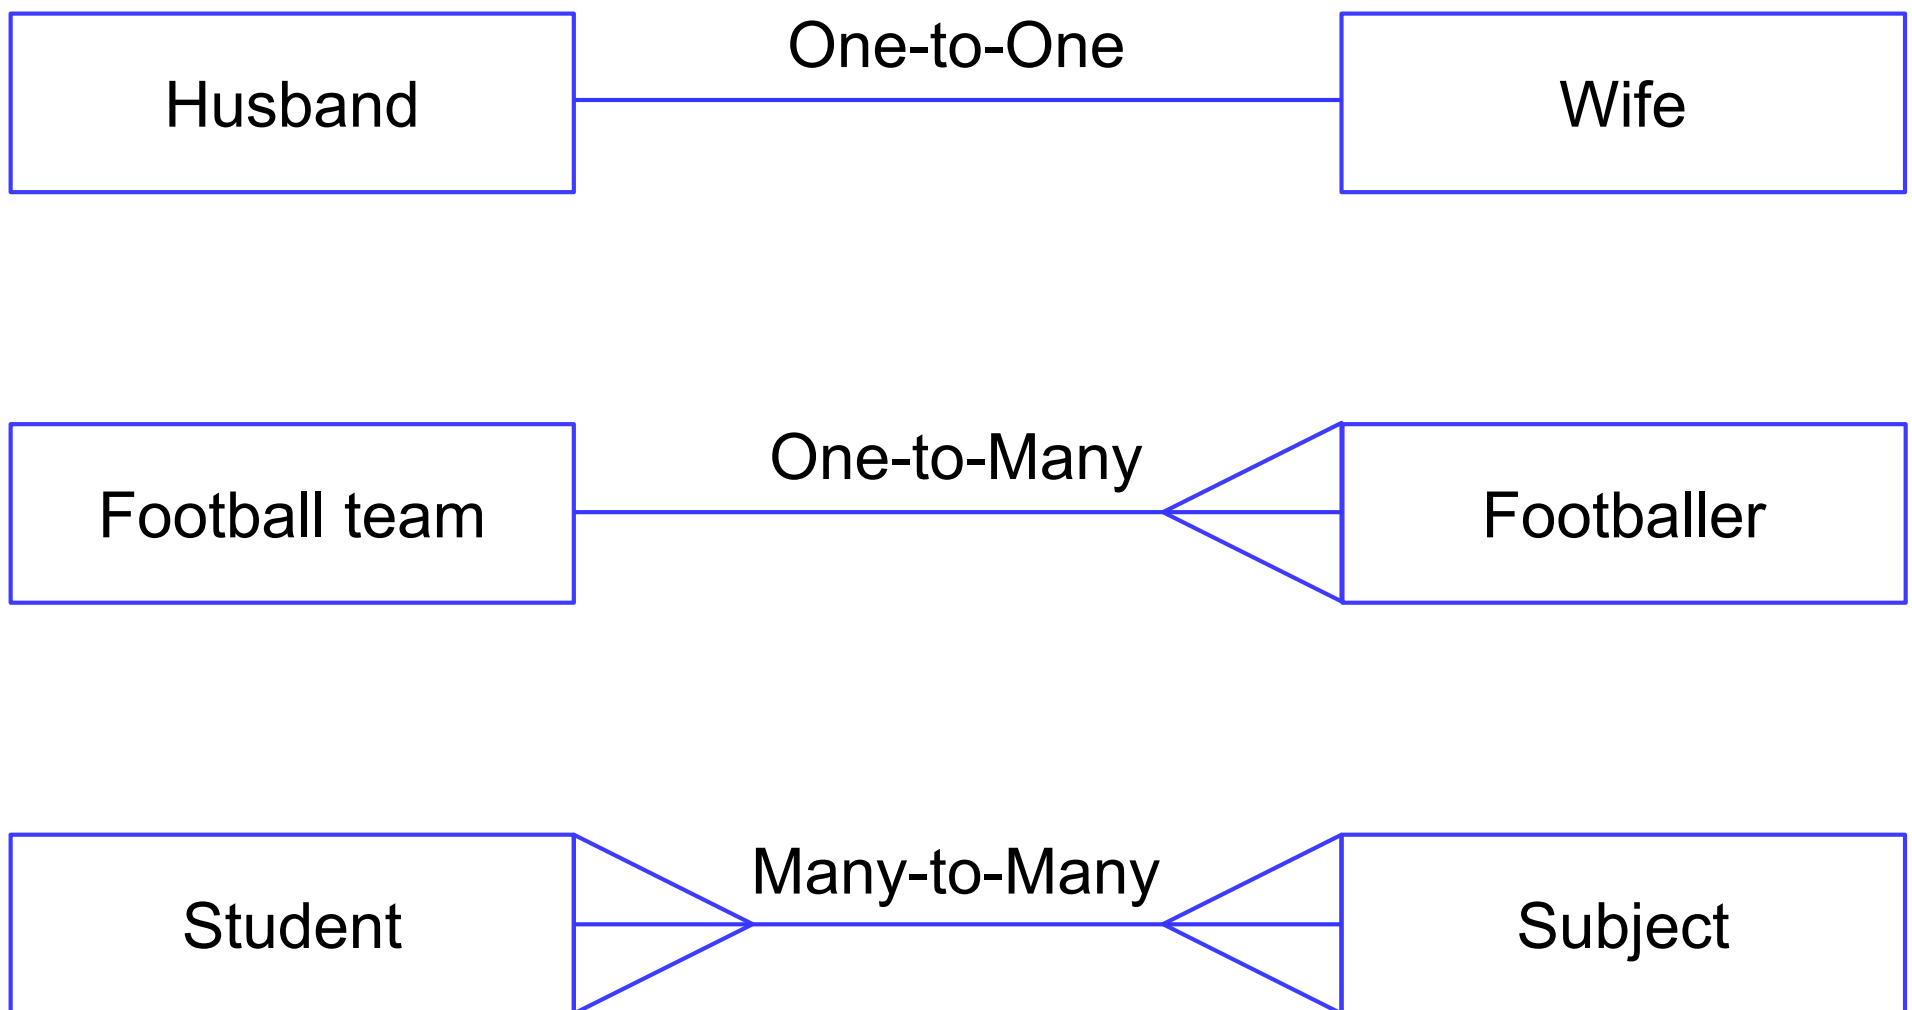 Husband
One-to-One
Wife
Football team
One-to-Many
Footballer
Student
Many-to-Many
Subject